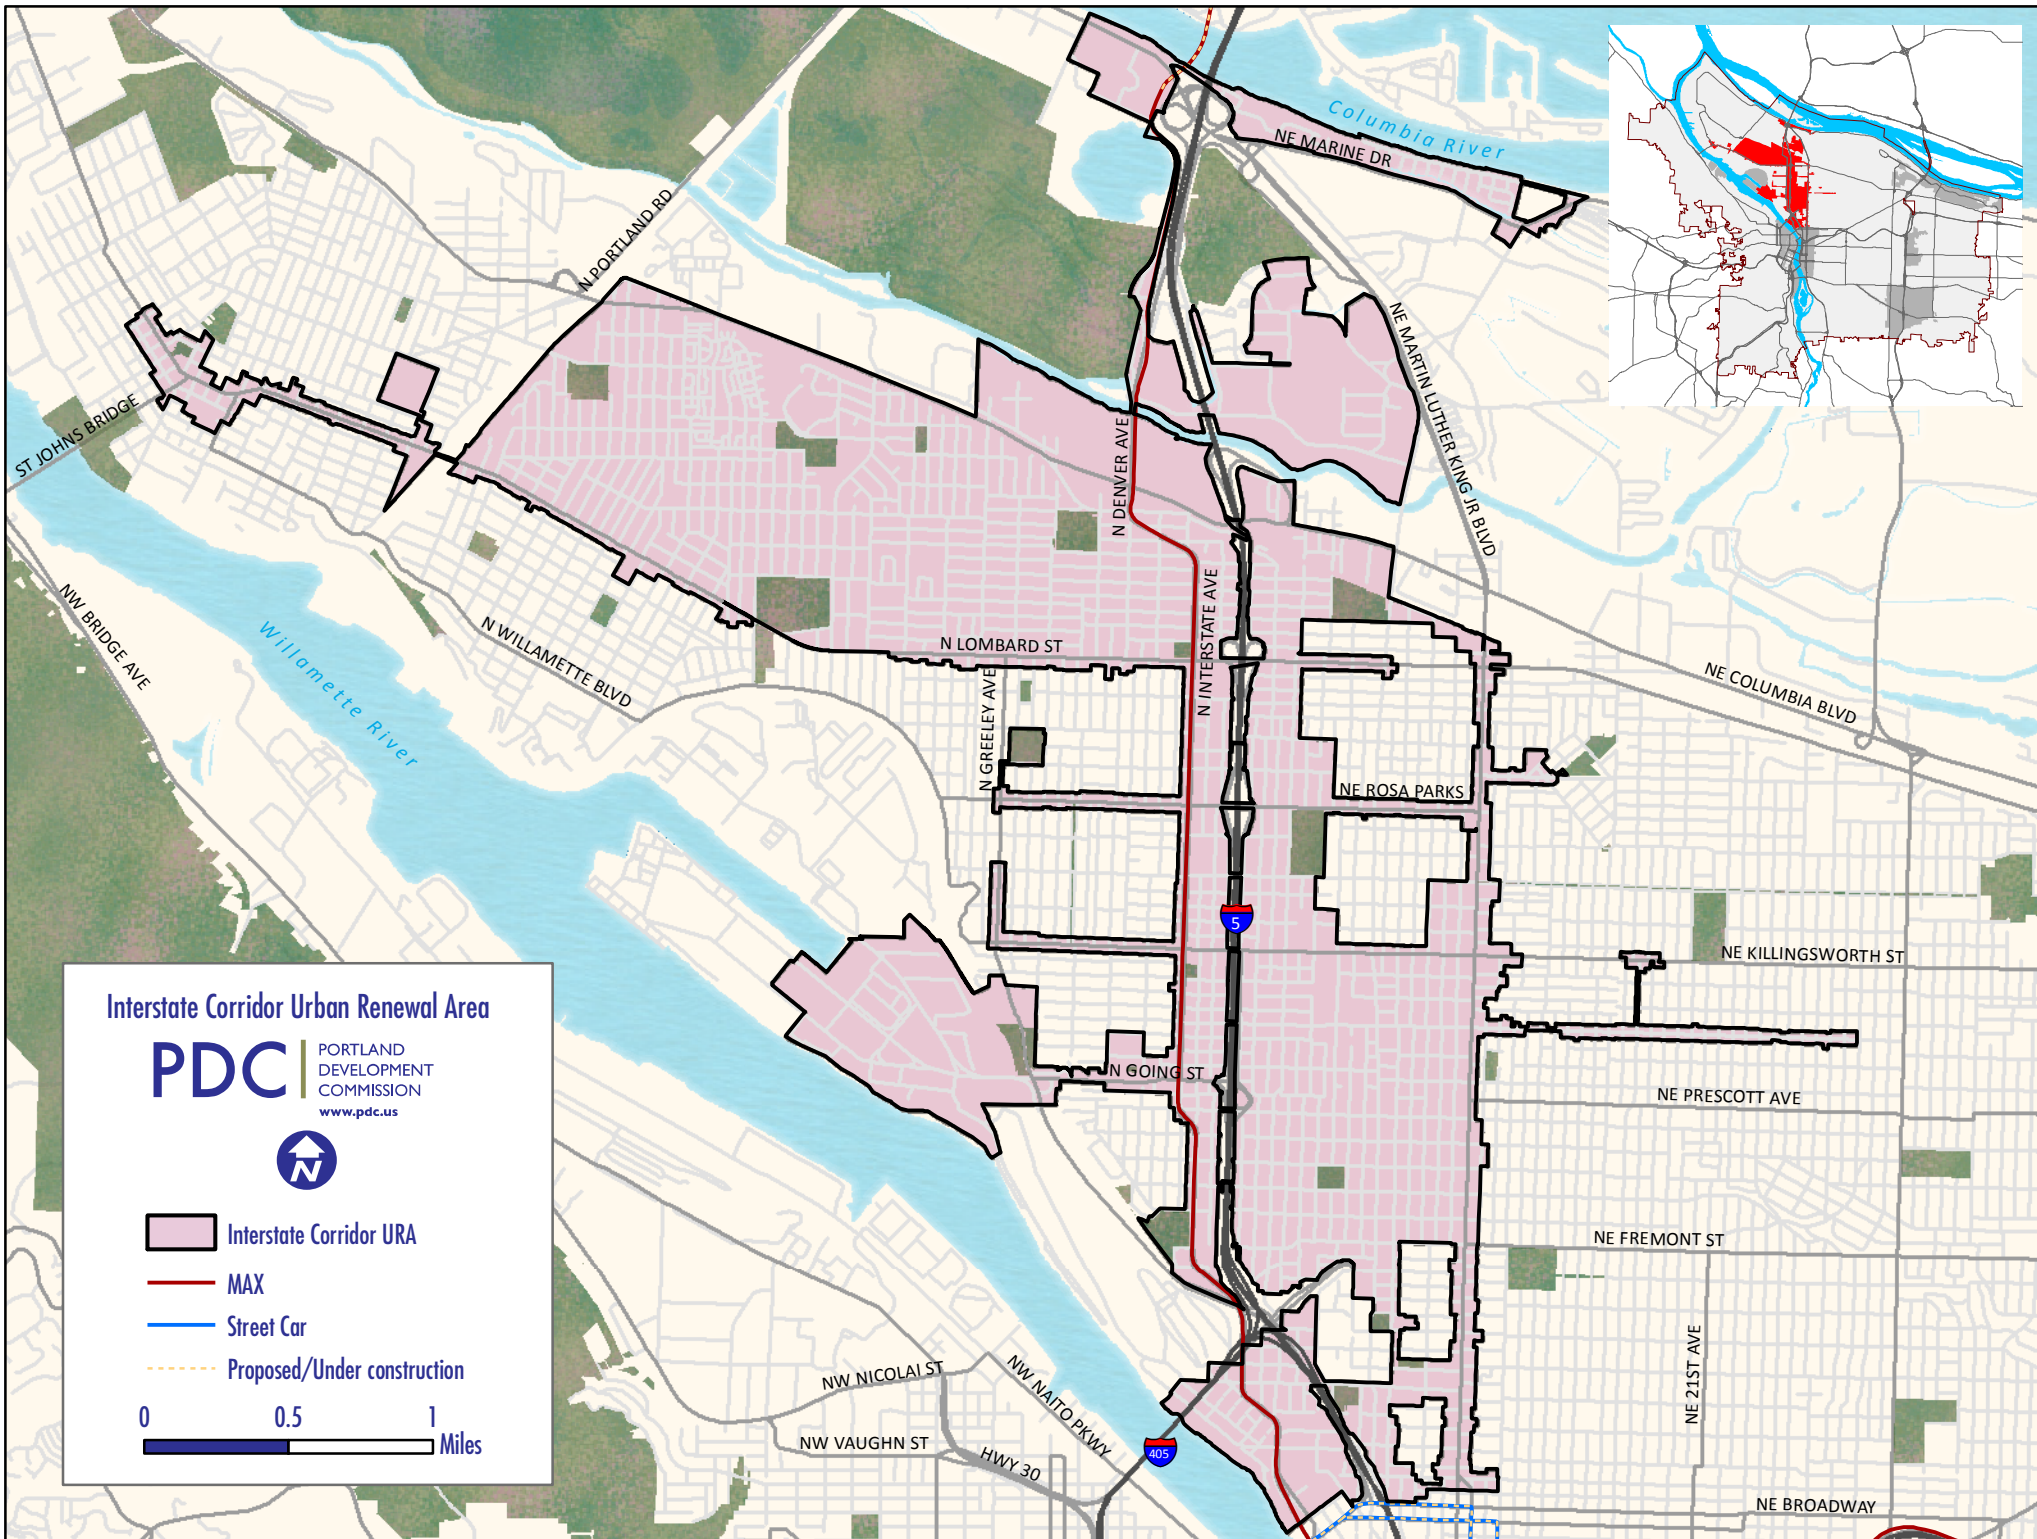 Columbia River
NE MARINE DR
N PORTLAND RD
NE MARTIN LUTHER KING JR BLVD
ST JOHNS BRIDGE
N DENVER AVE
NW BRIDGE AVE
Willamette River
N WILLAMETTE BLVD
N LOMBARD ST
N INTERSTATE AVE
N GREELEY AVE
NE COLUMBIA BLVD
NE ROSA PARKS
5
NE KILLINGSWORTH ST
N GOING ST
NE PRESCOTT AVE
NE FREMONT ST
NE 21ST AVE
NW NICOLAI ST
NW NAITO PKWY
NW VAUGHN ST
HWY 30
405
NE BROADWAY
Interstate Corridor Urban Renewal Area
PDC
PORTLAND
DEVELOPMENT
COMMISSION
www.pdc.us
N
Interstate Corridor URA
MAX
Street Car
Proposed/Under construction
0 0.5 1
Miles